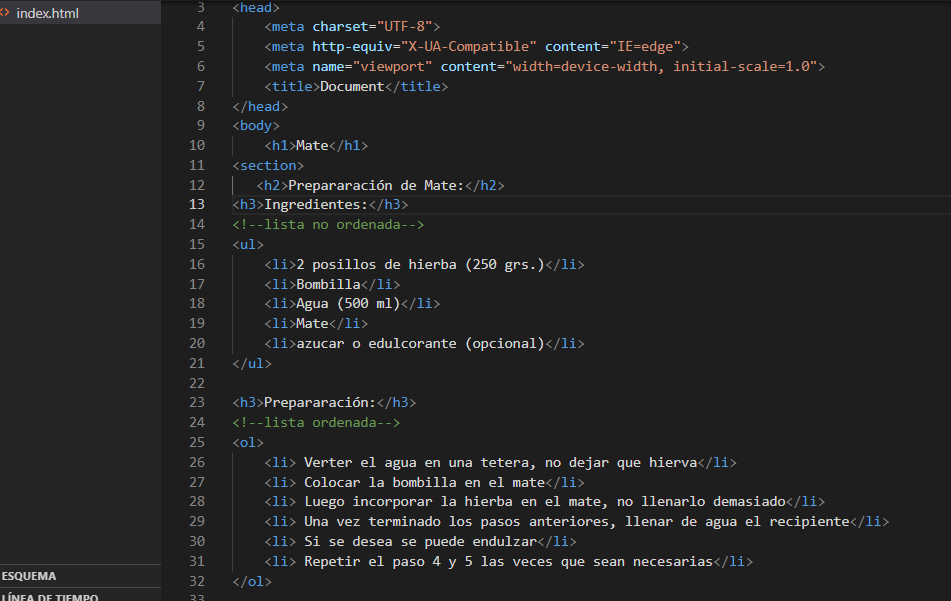 index.html
3 <head>
4 <meta charset="UTF-8">
5 <meta http-equiv="X-UA-Compatible" content="IE=edge">
6 <meta name="viewport" content="width=device-width, initial-scale=1.0">
7 <title>Document</title>
8 </head>
9 <body>
10 <h1>Mate</h1>
11 <section>
12 <h2>Prepararación de Mate:</h2>
13 <h3>Ingredientes:</h3>
14 <!--lista no ordenada-->
15 <ul>
16 <li>2 posillos de hierba (250 grs.)</li>
17 <li>Bombilla</li>
18 <li>Agua (500 ml)</li>
19 <li>Mate</li>
20 <li>azucar o edulcorante (opcional)</li>
21 </ul>
22
23 <h3>Prepararación:</h3>
24 <!--lista ordenada-->
25 <ol>
26 <li> Verter el agua en una tetera, no dejar que hierva</li>
27 <li> Colocar la bombilla en el mate</li>
28 <li> Luego incorporar la hierba en el mate, no llenarlo demasiado</li>
29 <li> Una vez terminado los pasos anteriores, llenar de agua el recipiente</li>
30 <li> Si se desea se puede endulzar</li>
31 <li> Repetir el paso 4 y 5 las veces que sean necesarias</li>
32 </ol>
33
ESQUEMA
LÍNEA DE TIEMPO